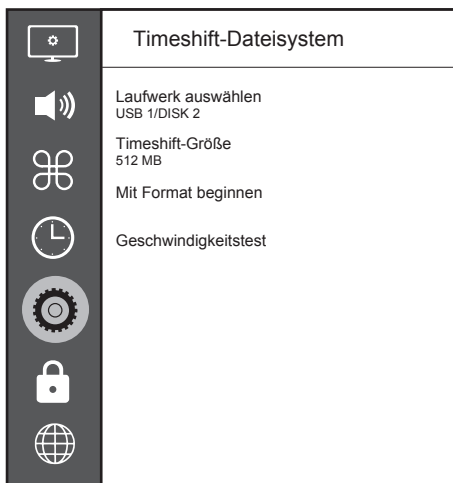 Timeshift-Dateisystem
Laufwerk auswählen
USB 1/DISK 2
Timeshift-Größe
512 MB
Mit Format beginnen
Geschwindigkeitstest